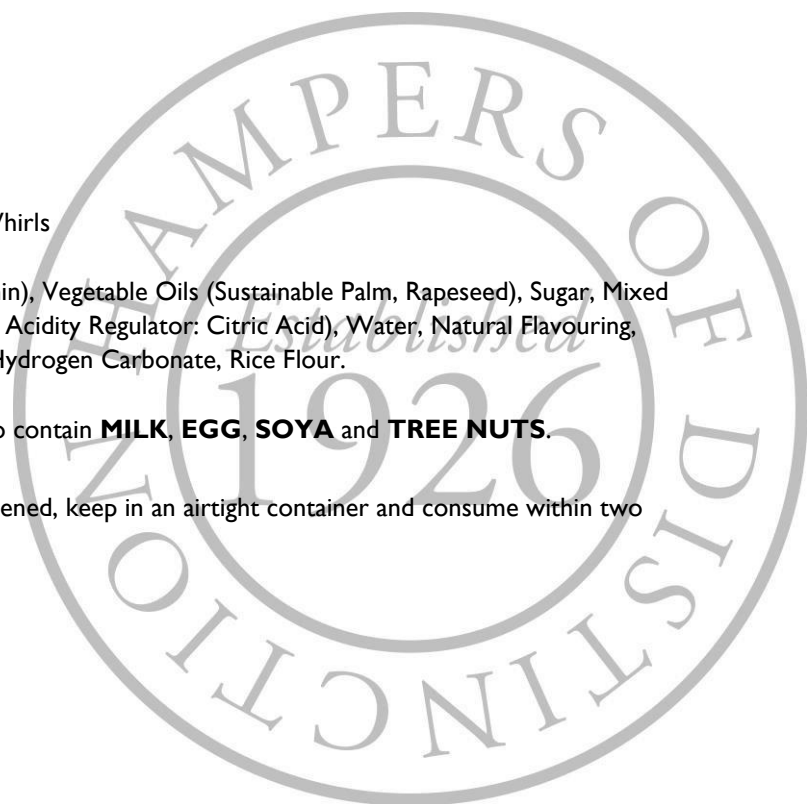 Whirls
in), Vegetable Oils (Sustainable Palm, Rapeseed), Sugar, Mixed
Acidity Regulator: Citric Acid), Water, Natural Flavouring,
Hydrogen Carbonate, Rice Flour.
contain MILK, EGG, SOYA and TREE NUTS.
ened, keep in an airtight container and consume within two
HAMPERS OF DISTINCTION
Established
1926